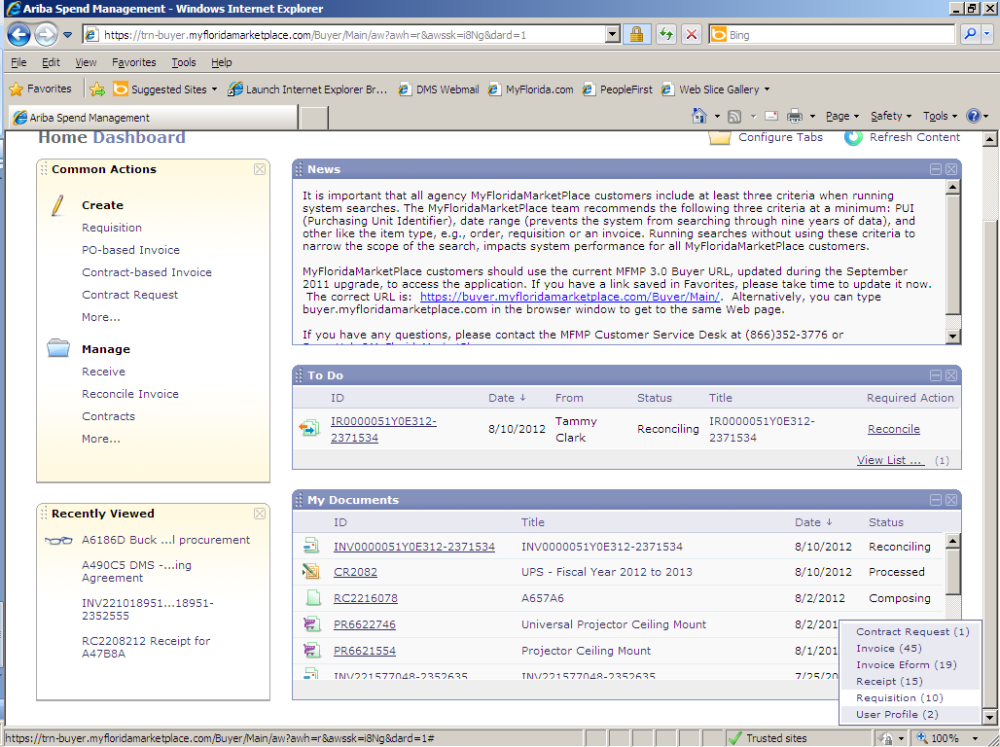 Ariba Spend Management - Windows Internet Explorer
https://trn-buyer.myfloridamarketplace.com/Buyer/Main/aw?awh=r&awssk=i8Ng&dard=1
Bing
File Edit View Favorites Tools Help
Favorites Suggested Sites Launch Internet Explorer Br... DMS Webmail MyFlorida.com PeopleFirst Web Slice Gallery
Ariba Spend Management
Page Safety Tools
Home Dashboard
Configure Tabs Refresh Content
Common Actions
Create
Requisition
PO-based Invoice
Contract-based Invoice
Contract Request
More...
Manage
Receive
Reconcile Invoice
Contracts
More...
Recently Viewed
A6186D Buck ...l procurement
A490C5 DMS -...ing
Agreement
INV221018951...18951-
2352555
RC2208212 Receipt for
A47B8A
News
It is important that all agency MyFloridaMarketPlace customers include at least three criteria when running
system searches. The MyFloridaMarketPlace team recommends the following three criteria at a minimum: PUI
(Purchasing Unit Identifier), date range (prevents the system from searching through nine years of data), and
other like the item type, e.g., order, requisition or an invoice. Running searches without using these criteria to
narrow the scope of the search, impacts system performance for all MyFloridaMarketPlace customers.
MyFloridaMarketPlace customers should use the current MFMP 3.0 Buyer URL, updated during the September
2011 upgrade, to access the application. If you have a link saved in Favorites, please take time to update it now.
The correct URL is: https://buyer.myfloridamarketplace.com/Buyer/Main/. Alternatively, you can type
buyer.myfloridamarketplace.com in the browser window to get to the same Web page.
If you have any questions, please contact the MFMP Customer Service Desk at (866)352-3776 or
To Do
ID Date ↓ From Status Title Required Action
IR0000051Y0E312-
2371534 8/10/2012 Tammy
Clark Reconciling IR0000051Y0E312-
2371534 Reconcile
View List ... (1)
My Documents
ID Title Date ↓ Status
INV0000051Y0E312-2371534 INV0000051Y0E312-2371534 8/10/2012 Reconciling
CR2082 UPS - Fiscal Year 2012 to 2013 8/10/2012 Processed
RC2216078 A657A6 8/2/2012 Composing
PR6622746 Universal Projector Ceiling Mount 8/2/201
PR6621554 Projector Ceiling Mount 8/1/201
INV221577048-2352635 INV221577048-2352635 7/25/20
Contract Request (1)
Invoice (45)
Invoice Eform (19)
Receipt (15)
Requisition (10)
User Profile (2)
https://trn-buyer.myfloridamarketplace.com/Buyer/Main/aw?awh=r&awssk=i8Ng&dard=1#
Trusted sites 100%